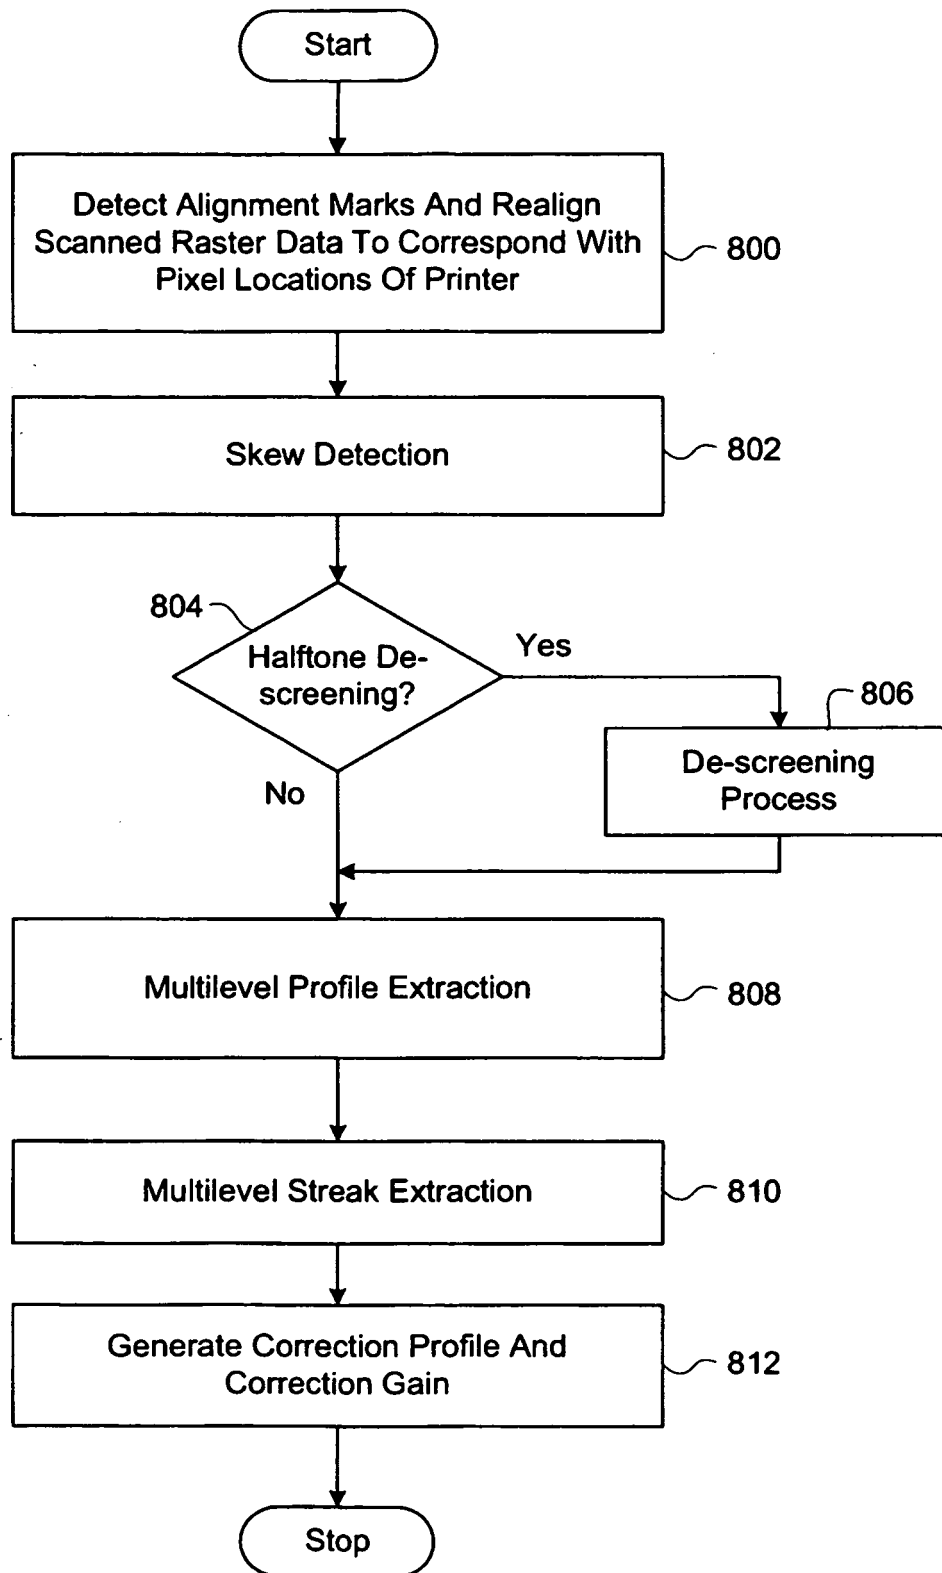 Start
Detect Alignment Marks And Realign
Scanned Raster Data To Correspond With
Pixel Locations Of Printer
800
Skew Detection
802
804
Halftone De-
screening?
Yes
No
806
De-screening
Process
Multilevel Profile Extraction
808
Multilevel Streak Extraction
810
Generate Correction Profile And
Correction Gain
812
Stop